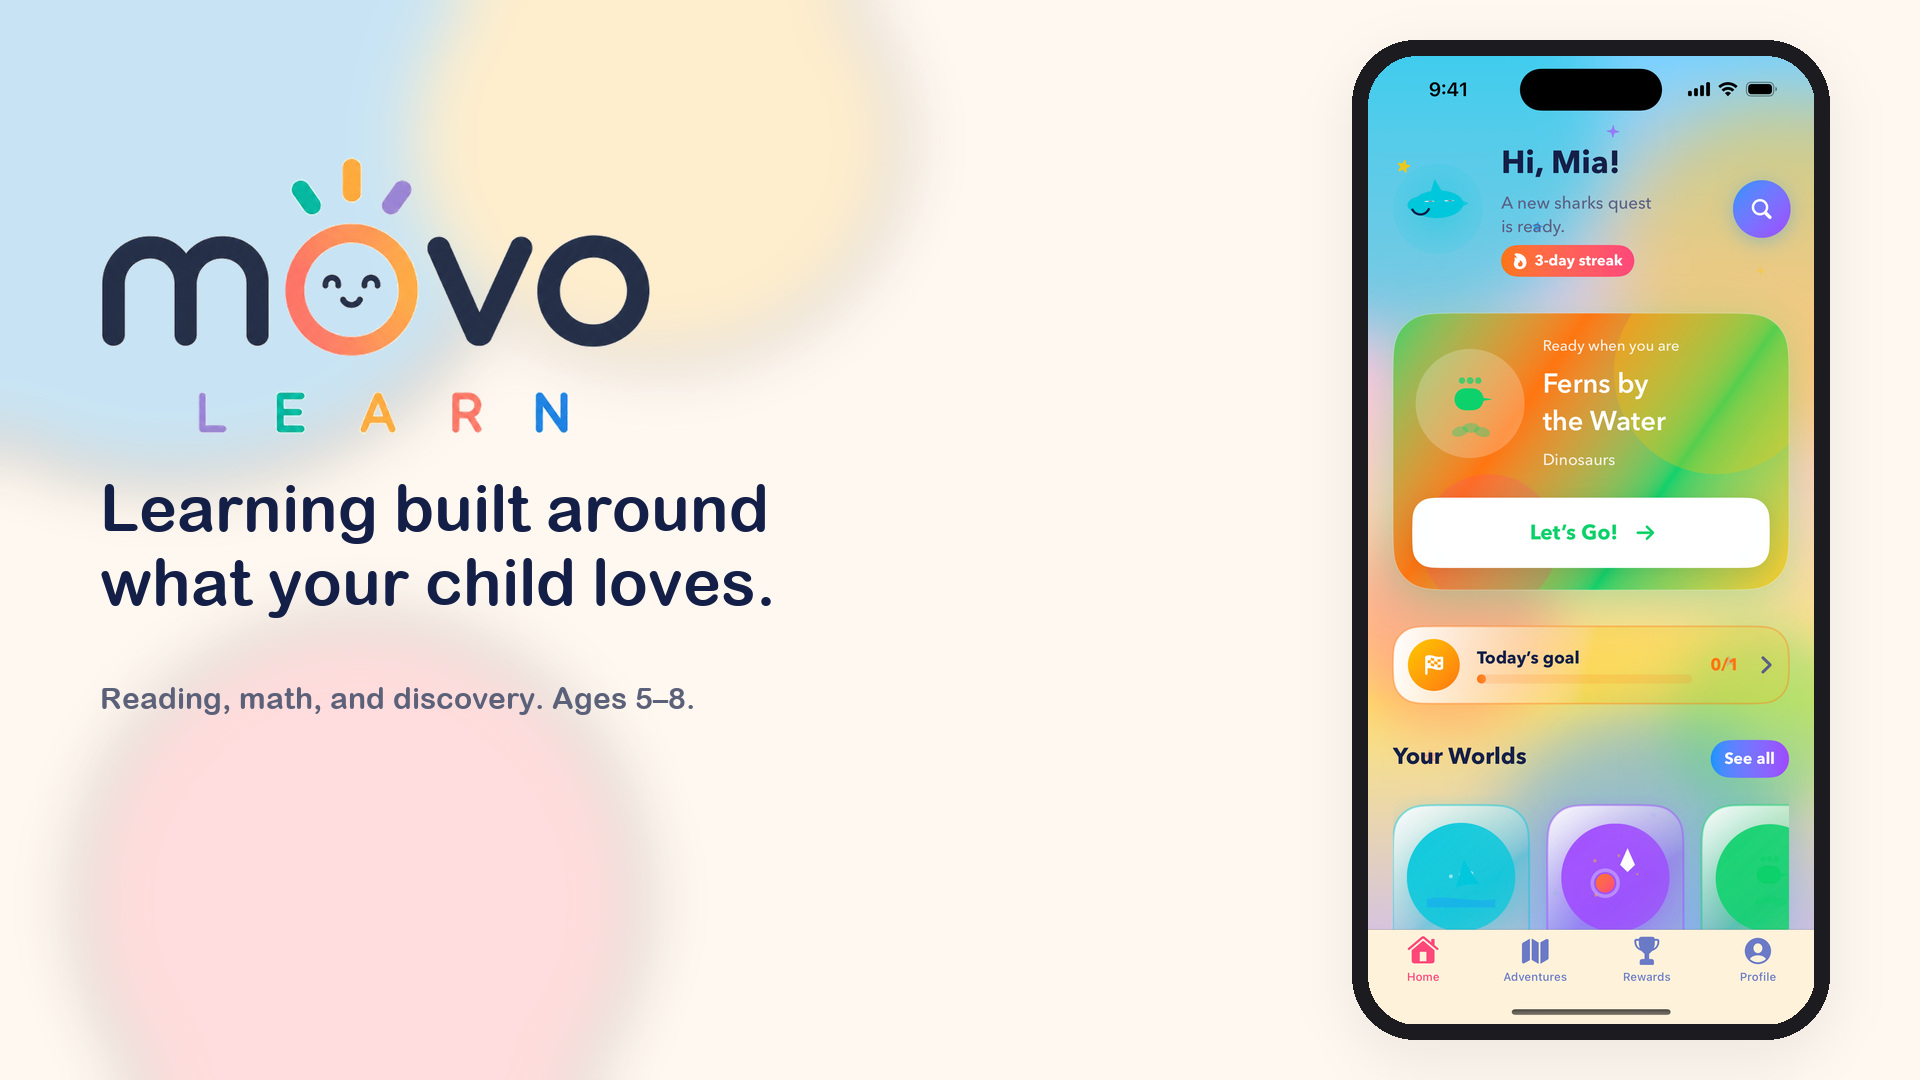 movo
LEARN
Learning built around
what your child loves.
Reading, math, and discovery. Ages 5–8.
9:41
Hi, Mia!
A new sharks quest
is ready.
3-day streak
Ready when you are
Ferns by
the Water
Dinosaurs
Let’s Go!
Today’s goal
0/1
Your Worlds
See all
Home
Adventures
Rewards
Profile